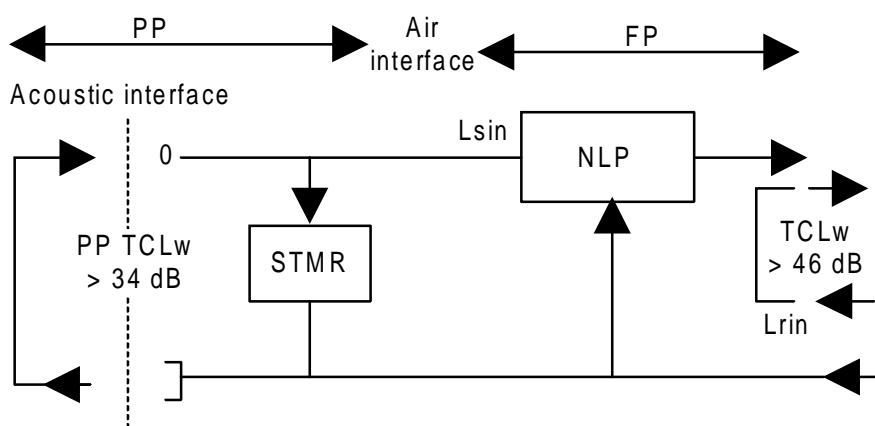 PP
Air
interface
FP
Acoustic interface
0
Lsin
NLP
PP TCLw
> 34 dB
STMR
TCLw
> 46 dB
Lrin